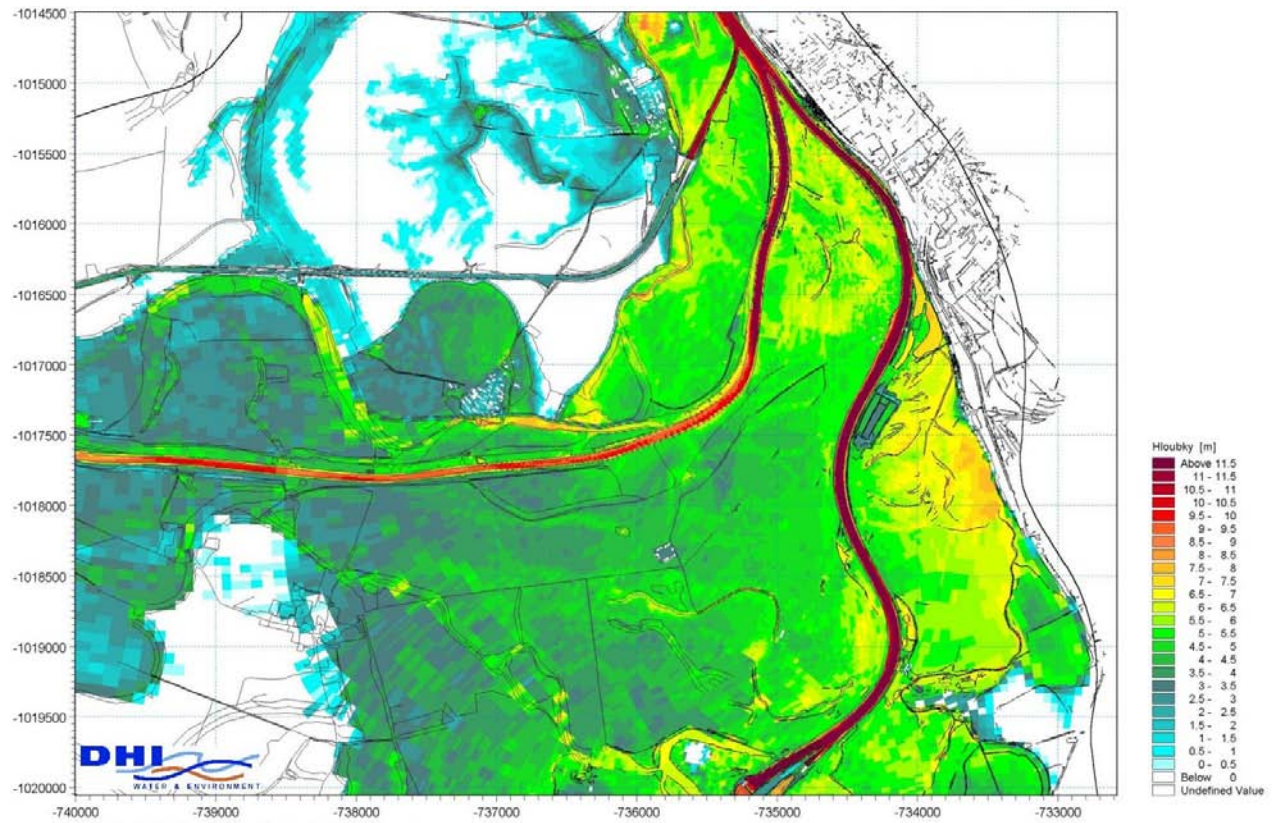 -1014500
-1015000
-1015500
-1016000
-1016500
-1017000
-1017500
-1018000
-1018500
-1019000
-1019500
-1020000
-740000 -739000 -738000 -737000 -736000 -735000 -734000 -733000
DHI
WATER & ENVIRONMENT
Hloubky [m]
Above 11.5
11 - 11.5
10.5 - 11
10 - 10.5
9.5 - 10
9 - 9.5
8.5 - 9
8 - 8.5
7.5 - 8
7 - 7.5
6.5 - 7
6 - 6.5
5.5 - 6
5 - 5.5
4.5 - 5
4 - 4.5
3.5 - 4
3 - 3.5
2.5 - 3
2 - 2.5
1.5 - 2
1 - 1.5
0.5 - 1
0 - 0.5
Below 0
Undefined Value